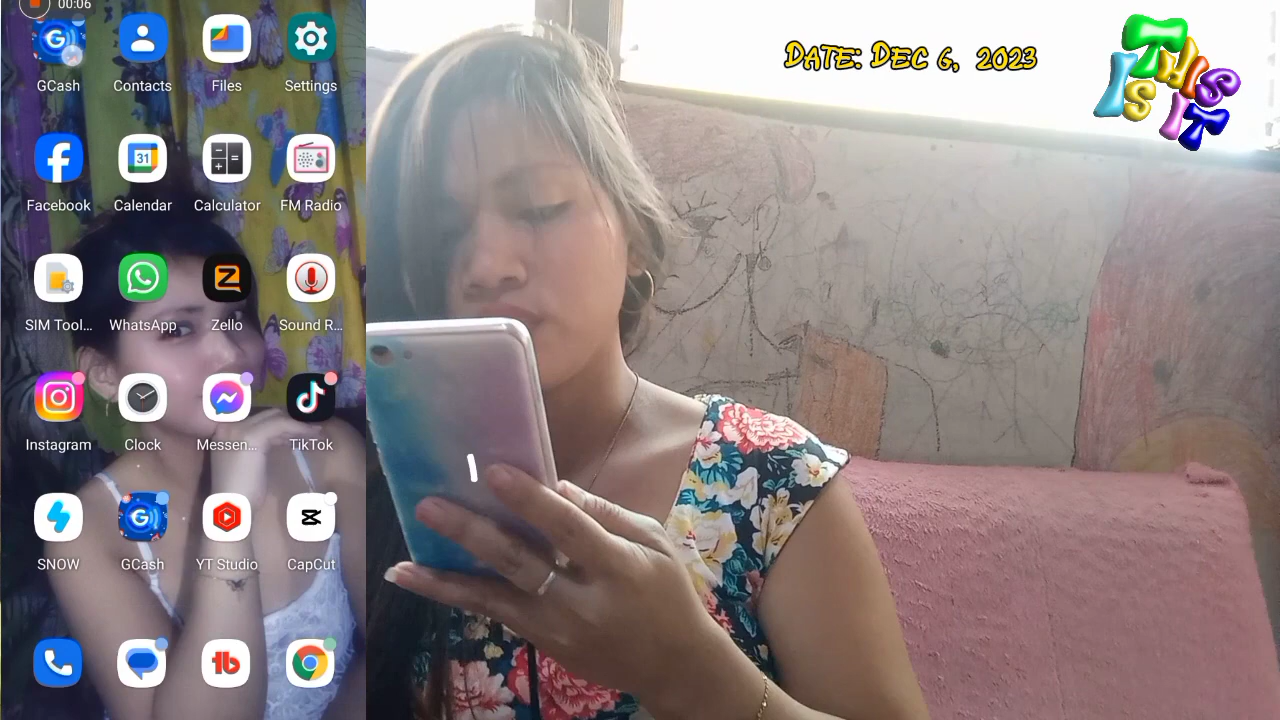 00:06
GCash Contacts Files Settings
31
Facebook Calendar Calculator FM Radio
SIM Tool... WhatsApp Zello Sound R...
Instagram Clock Messen... TikTok
SNOW GCash YT Studio CapCut
DATE: DEC 6, 2023
THIS
IS IT